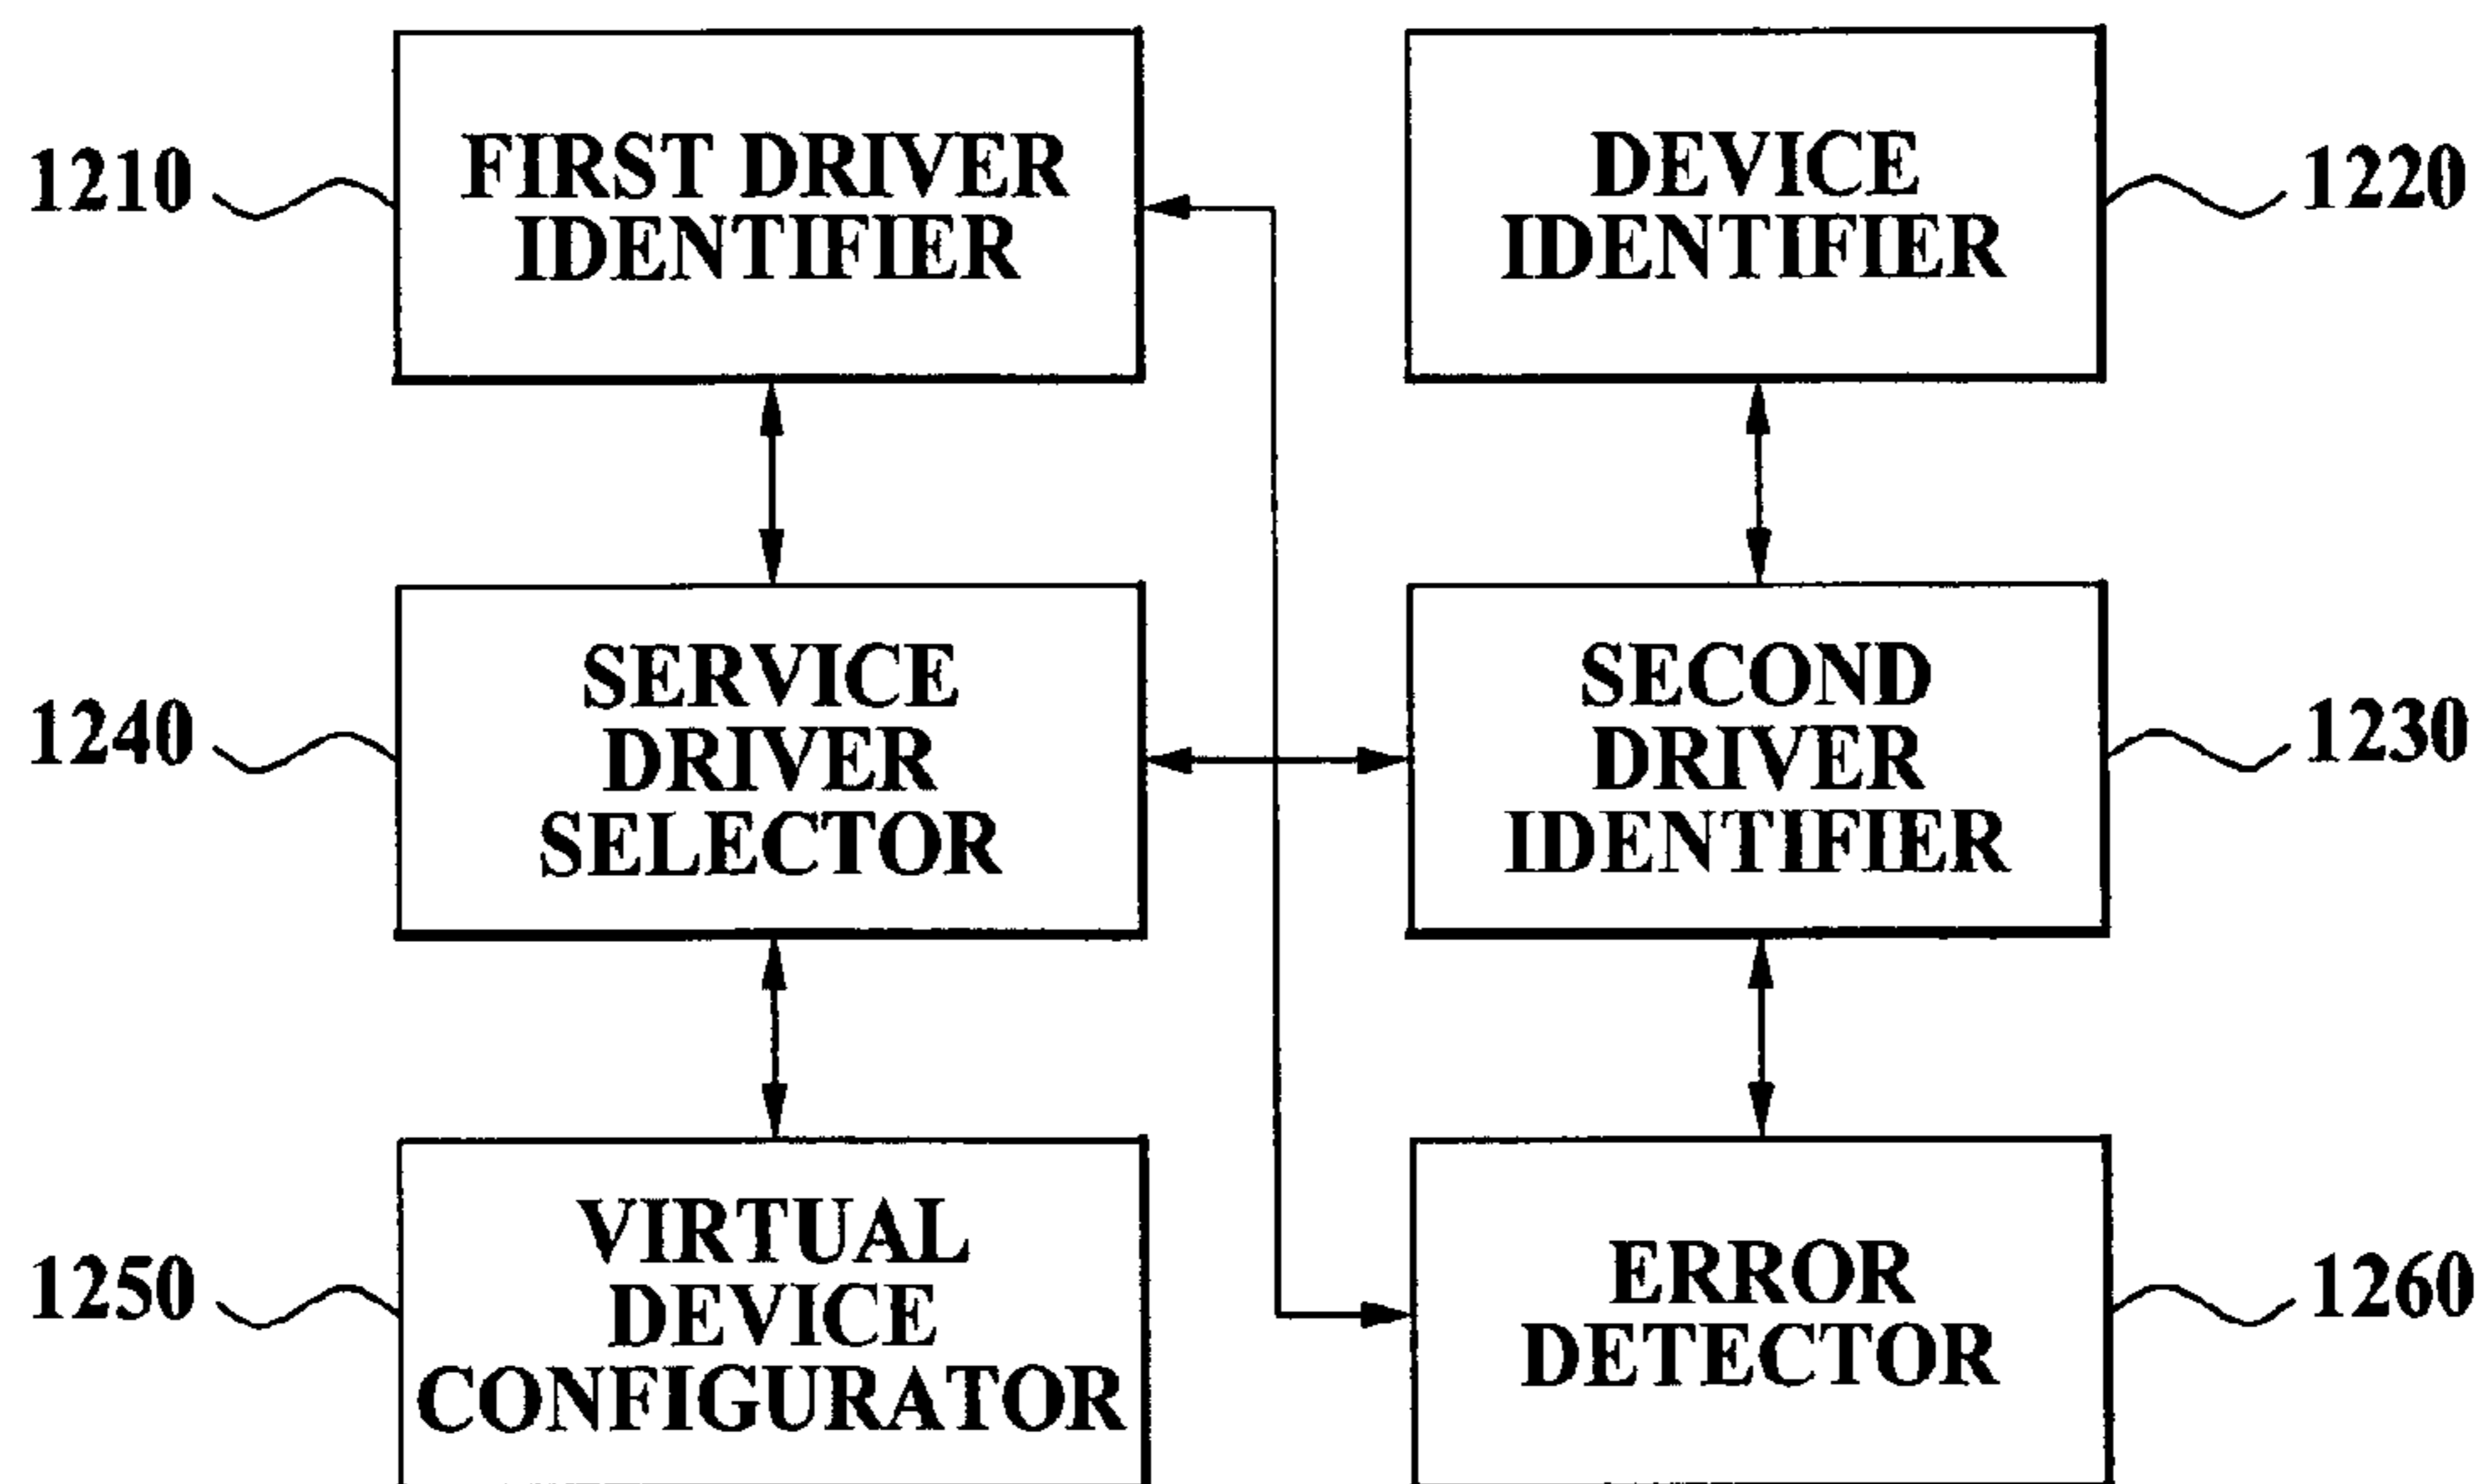 1210
FIRST DRIVER
IDENTIFIER
DEVICE
IDENTIFIER
1220
1240
SERVICE
DRIVER
SELECTOR
SECOND
DRIVER
IDENTIFIER
1230
1250
VIRTUAL
DEVICE
CONFIGURATOR
ERROR
DETECTOR
1260